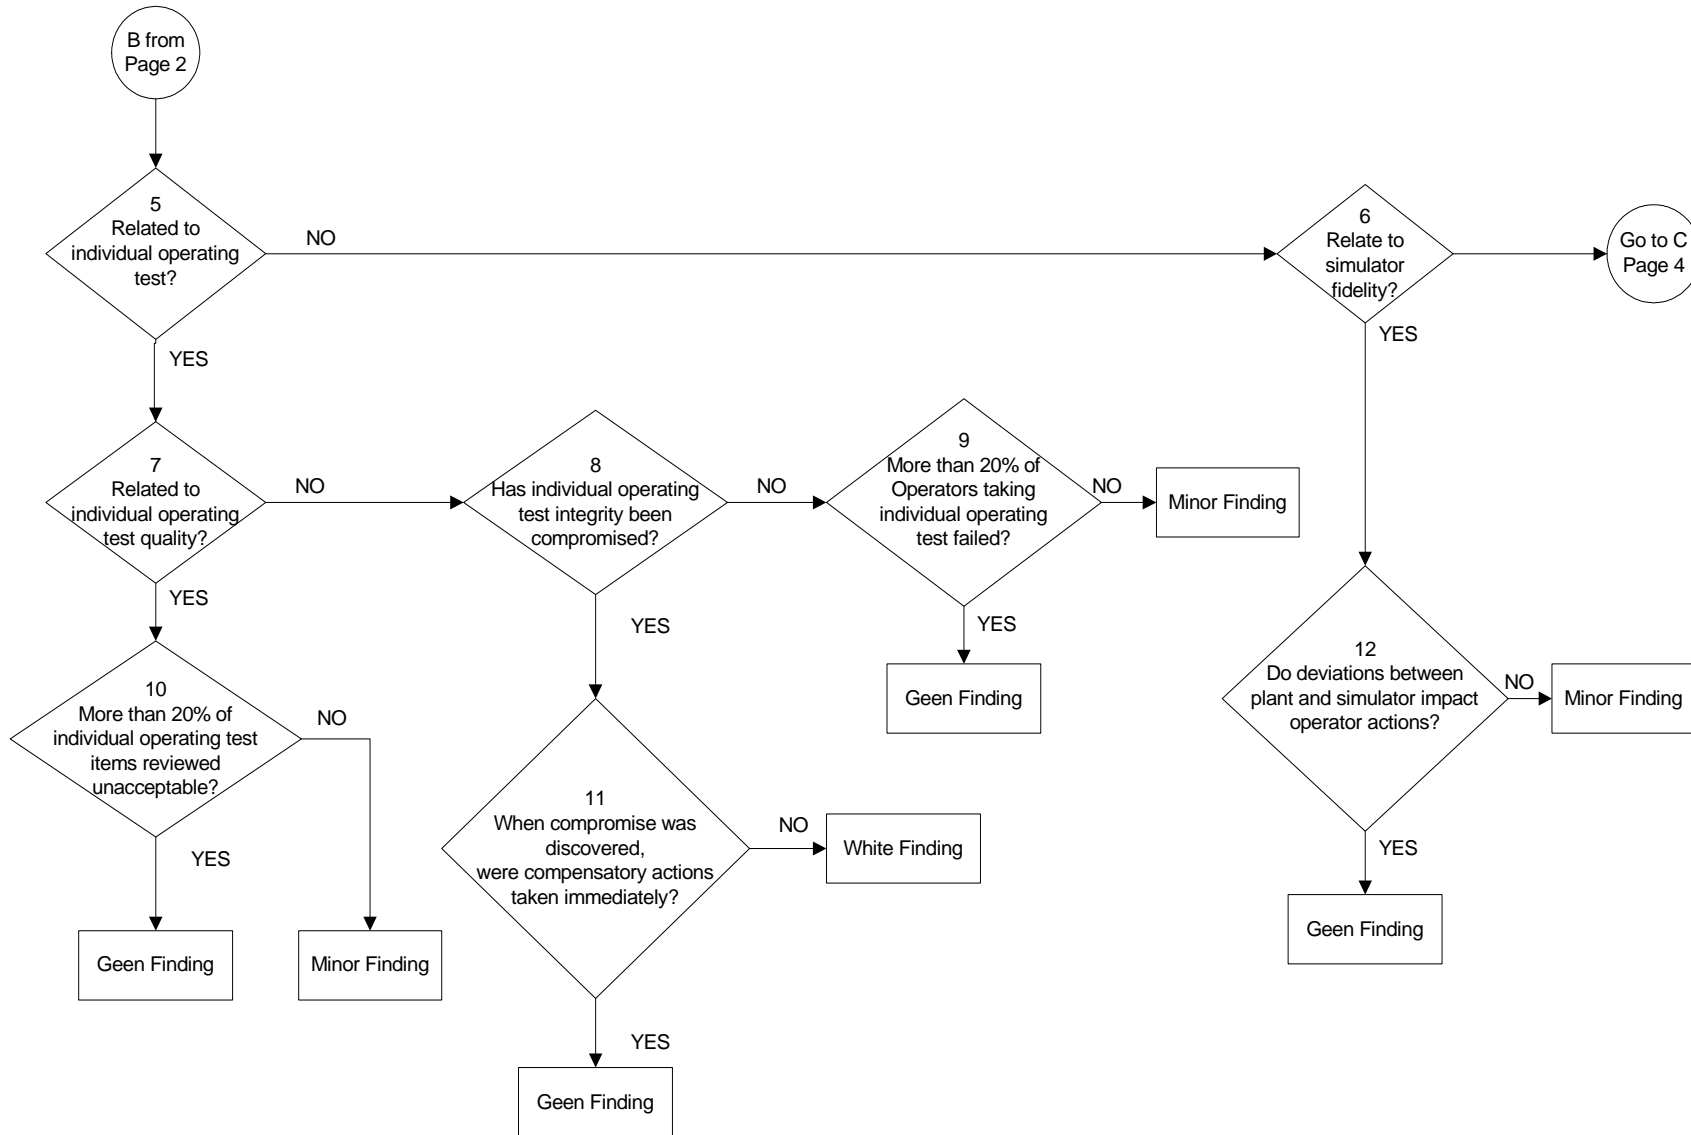 B from
Page 2
5
Related to
individual operating
test?
NO
6
Relate to
simulator
fidelity?
Go to C
Page 4
YES
YES
7
Related to
individual operating
test quality?
NO
8
Has individual operating
test integrity been
compromised?
NO
9
More than 20% of
Operators taking
individual operating
test failed?
NO
Minor Finding
YES
YES
YES
Geen Finding
10
More than 20% of
individual operating test
items reviewed
unacceptable?
NO
12
Do deviations between
plant and simulator impact
operator actions?
NO
Minor Finding
11
When compromise was
discovered,
were compensatory actions
taken immediately?
NO
White Finding
YES
YES
Geen Finding
Minor Finding
Geen Finding
YES
Geen Finding